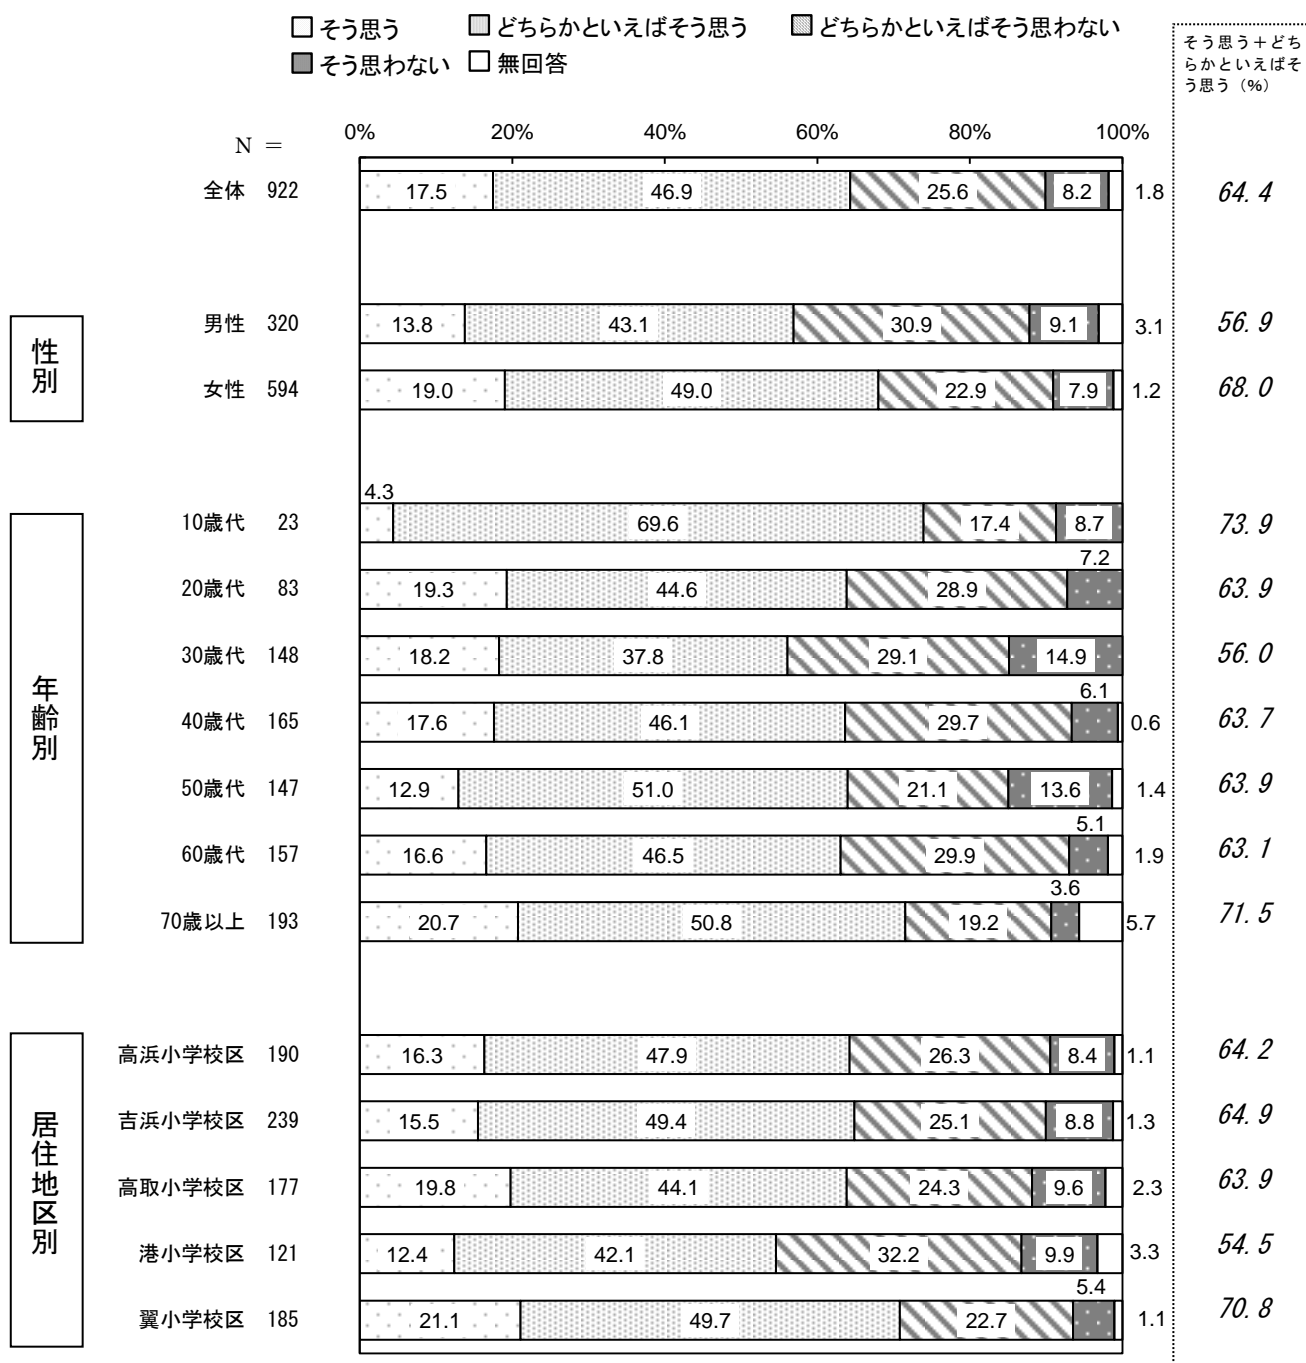 そう思う どちらかといえばそう思う どちらかといえばそう思わない
そう思わない 無回答
そう思う＋どち
らかといえばそ
う思う（%）
0% 20% 40% 60% 80% 100%
N =
全体 922 17.5 46.9 25.6 8.2 1.8 64.4
性別
男性 320 13.8 43.1 30.9 9.1 3.1 56.9
女性 594 19.0 49.0 22.9 7.9 1.2 68.0
年齢別
10歳代 23 4.3 69.6 17.4 8.7 73.9
20歳代 83 19.3 44.6 28.9 7.2 63.9
30歳代 148 18.2 37.8 29.1 14.9 56.0
40歳代 165 17.6 46.1 29.7 6.1 0.6 63.7
50歳代 147 12.9 51.0 21.1 13.6 1.4 63.9
60歳代 157 16.6 46.5 29.9 5.1 1.9 63.1
70歳以上 193 20.7 50.8 19.2 3.6 5.7 71.5
居住地区別
高浜小学校区 190 16.3 47.9 26.3 8.4 1.1 64.2
吉浜小学校区 239 15.5 49.4 25.1 8.8 1.3 64.9
高取小学校区 177 19.8 44.1 24.3 9.6 2.3 63.9
港小学校区 121 12.4 42.1 32.2 9.9 3.3 54.5
翼小学校区 185 21.1 49.7 22.7 5.4 1.1 70.8